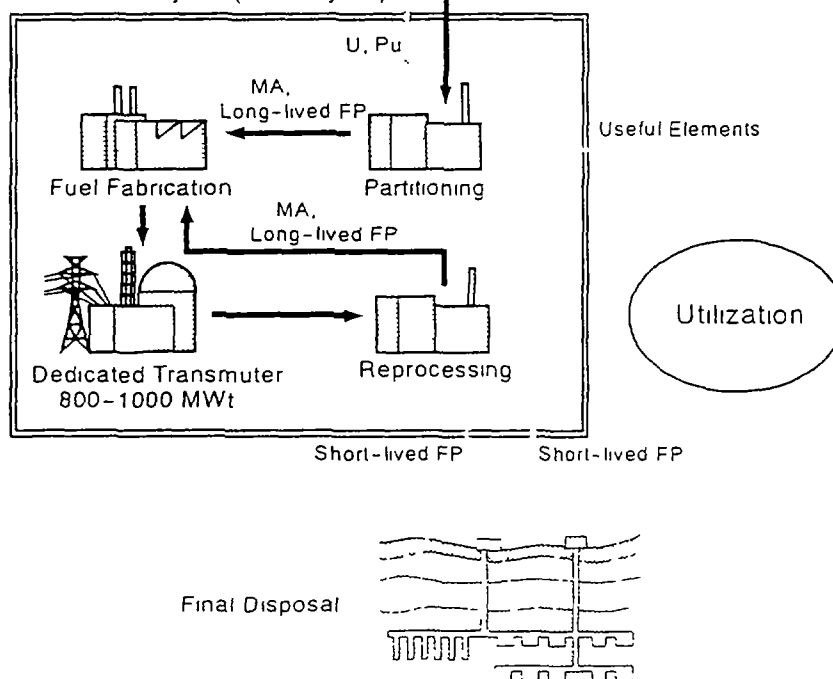 U, Pu
MA,
Long-lived FP
Useful Elements
Fuel Fabrication
Partitioning
MA,
Long-lived FP
Utilization
Dedicated Transmuter
800-1000 MWt
Reprocessing
Short-lived FP
Short-lived FP
Final Disposal